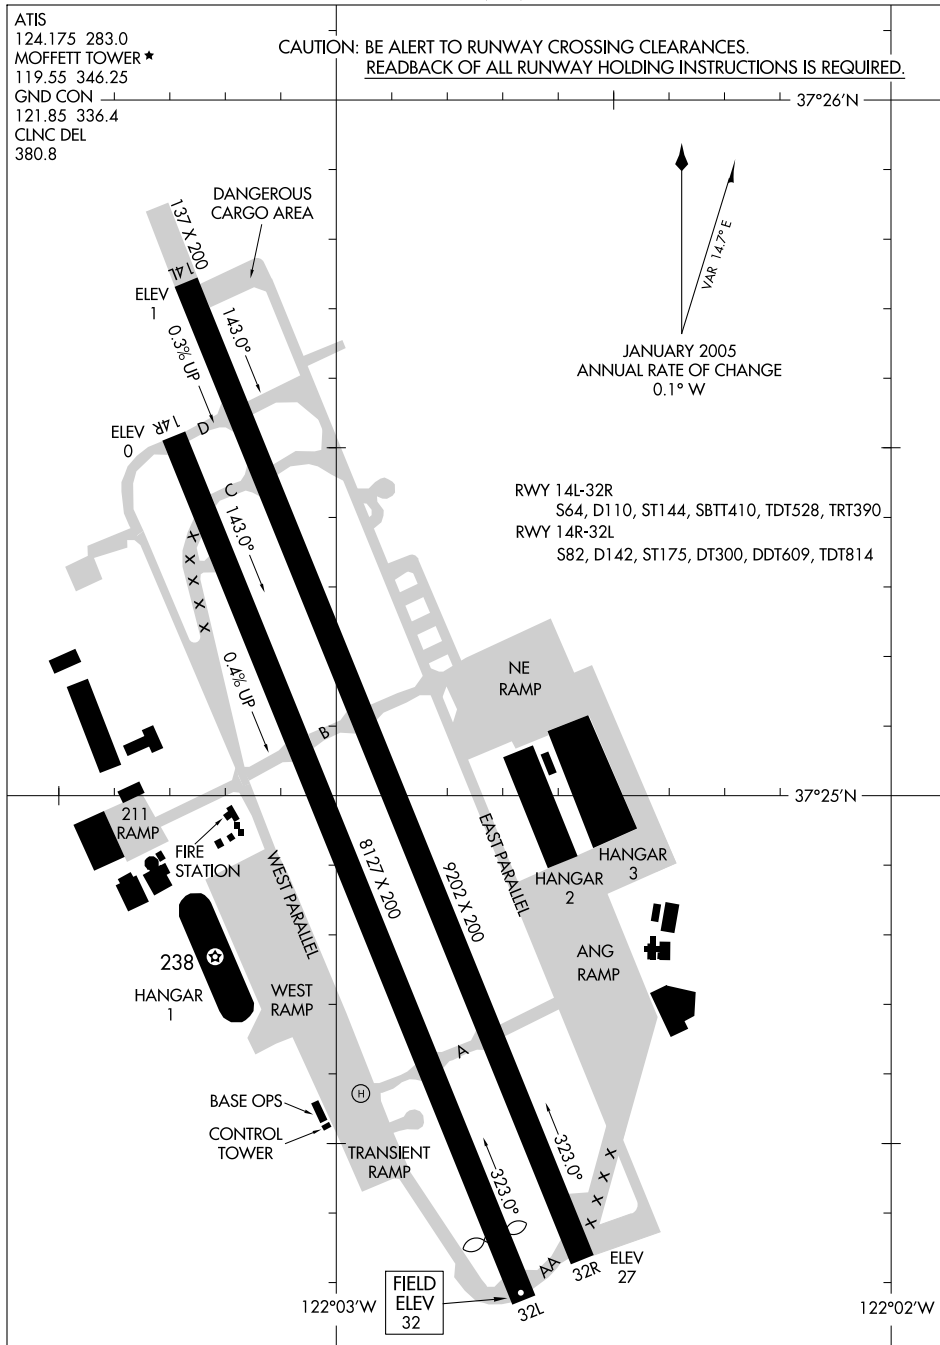 ATIS
124.175 283.0
MOFFETT TOWER★
119.55 346.25
GND CON
121.85 336.4
CLNC DEL
380.8
CAUTION: BE ALERT TO RUNWAY CROSSING CLEARANCES.
READBACK OF ALL RUNWAY HOLDING INSTRUCTIONS IS REQUIRED.
37°26'N
VAR 14.7° E
JANUARY 2005
ANNUAL RATE OF CHANGE
0.1° W
DANGEROUS
CARGO AREA
137 X 200
14L
ELEV
1
0.3% UP
143.0°
ELEV
0
14R
D
C
143.0°
0.4% UP
RWY 14L-32R
S64, D110, ST144, SBTT410, TDT528, TRT390
RWY 14R-32L
S82, D142, ST175, DT300, DDT609, TDT814
X X X X X
NE
RAMP
B
37°25'N
211
RAMP
FIRE
STATION
WEST PARALLEL
8127 X 200
9202 X 200
EAST PARALLEL
HANGAR
2
HANGAR
3
238
HANGAR
1
WEST
RAMP
ANG
RAMP
A
H
BASE OPS
CONTROL
TOWER
TRANSIENT
RAMP
323.0°
323.0°
X X X X
AA
32R
ELEV
27
32L
FIELD
ELEV
32
122°03'W
122°02'W